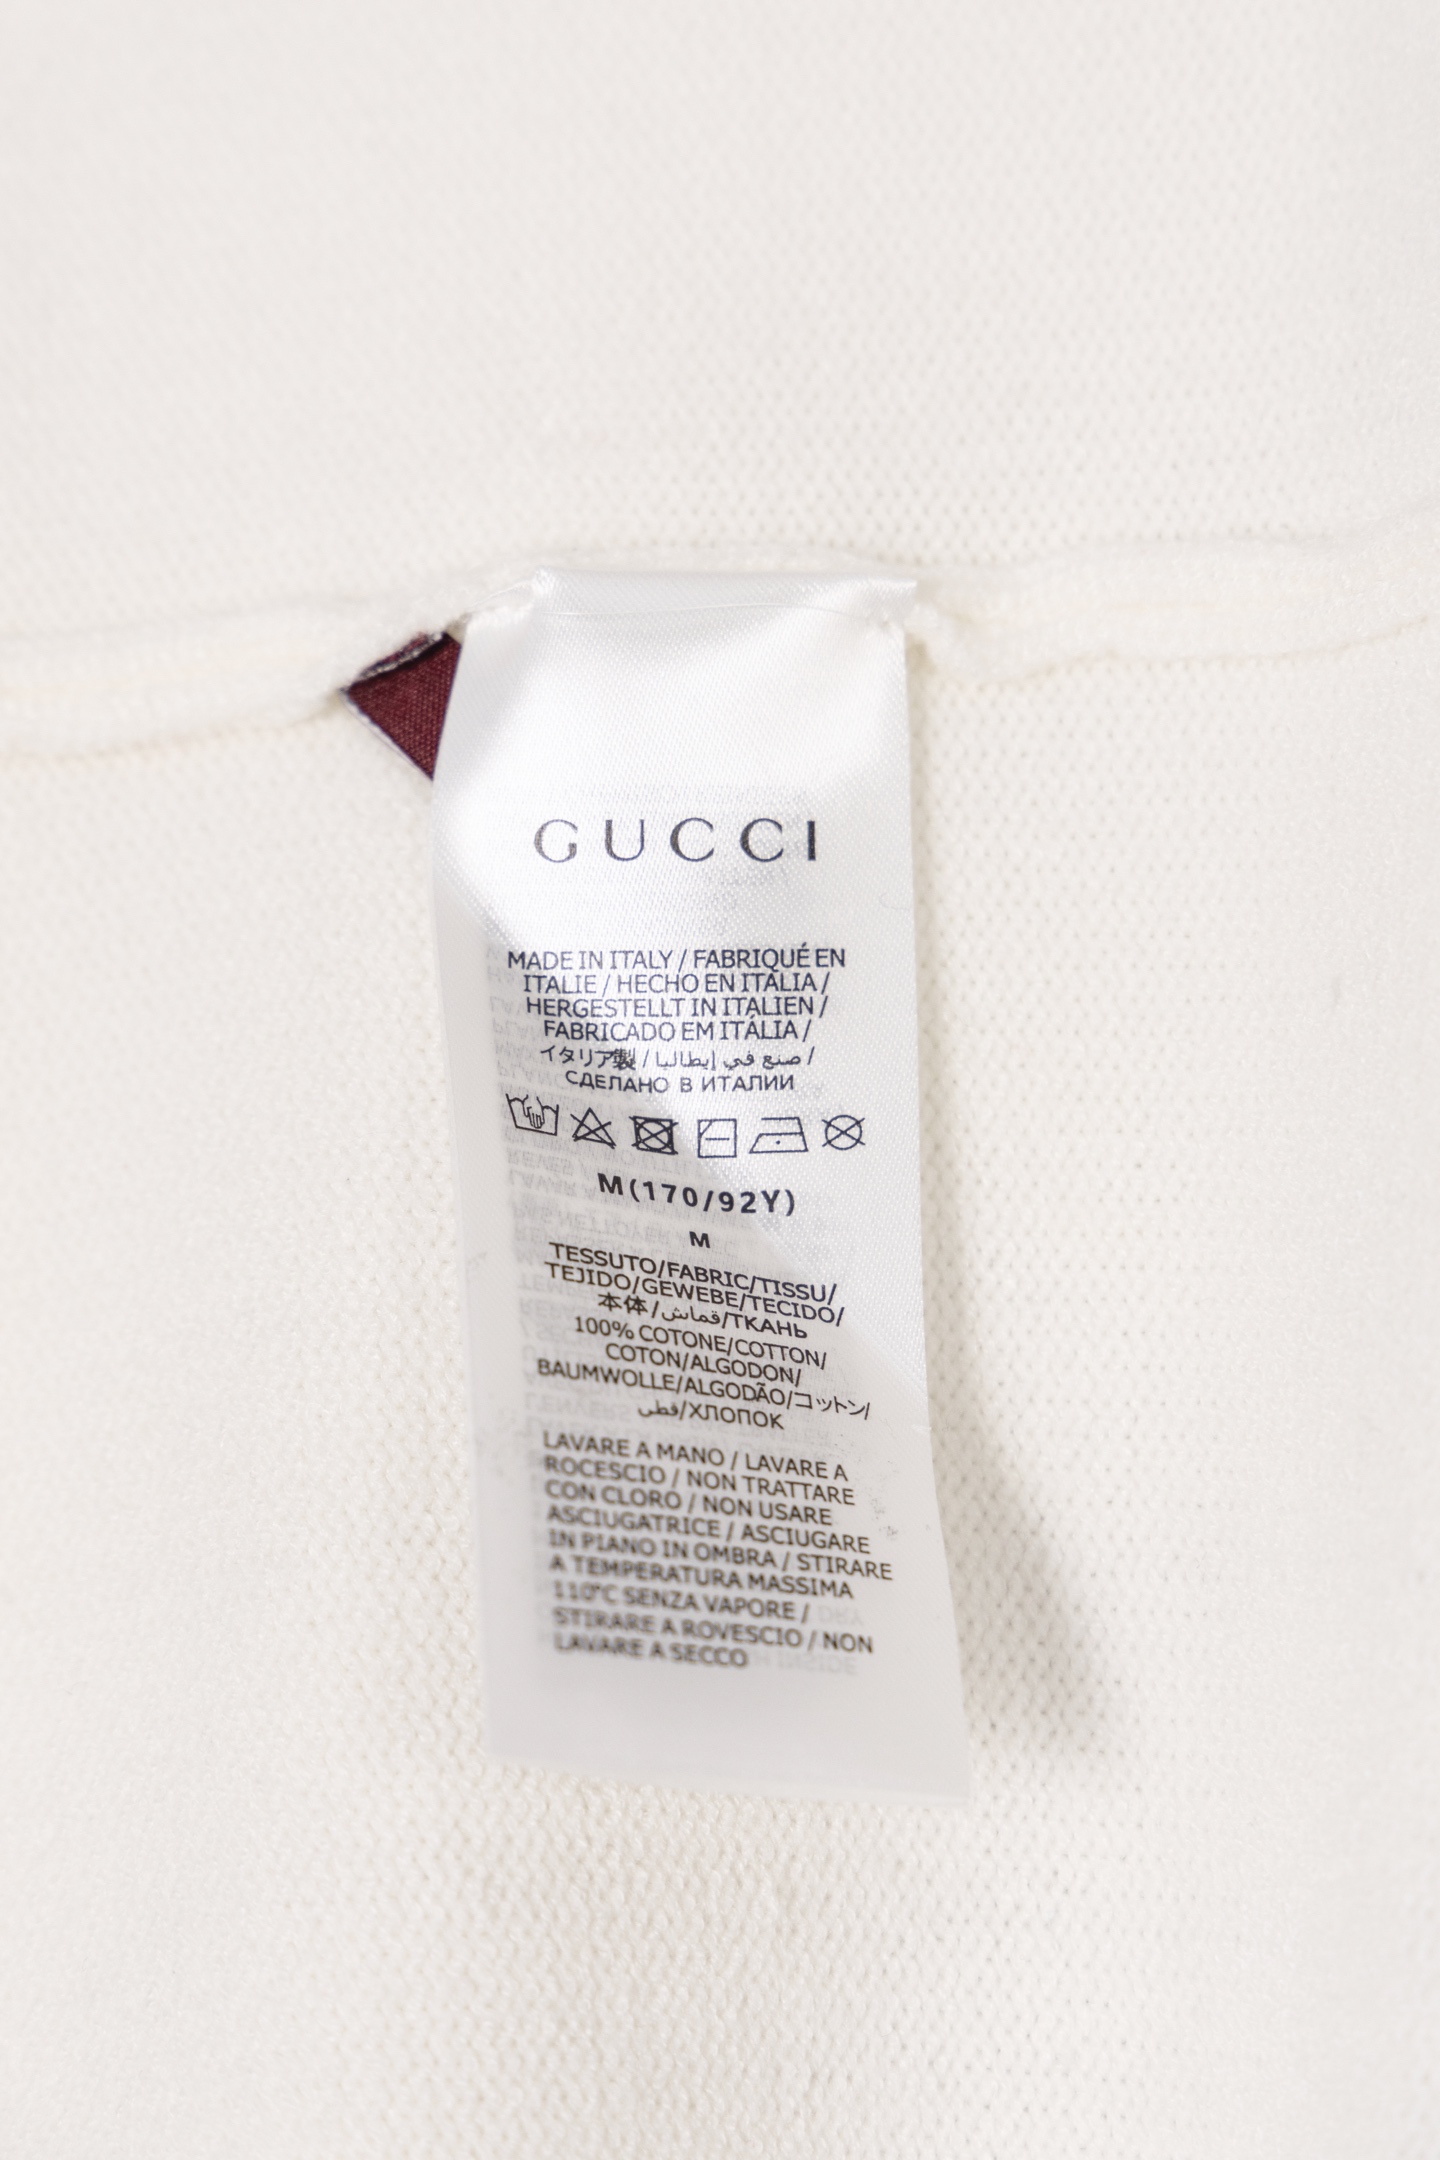 GUCCI
MADE IN ITALY / FABRIQUÉ EN
ITALIE / HECHO EN ITALIA /
HERGESTELLT IN ITALIEN /
FABRICADO EM ITÁLIA /
イタリア製 / صنع في إيطاليا /
СДЕЛАНО В ИТАЛИИ
M(170/92Y)
M
TESSUTO/FABRIC/TISSU/
TEJIDO/GEWEBE/TECIDO/
本体/قماش/ТКАНЬ
100% COTONE/COTTON/
COTON/ALGODON/
BAUMWOLLE/ALGODÃO/コットン/
قطن/ХЛОПОК
LAVARE A MANO / LAVARE A
ROCESCIO / NON TRATTARE
CON CLORO / NON USARE
ASCIUGATRICE / ASCIUGARE
IN PIANO IN OMBRA / STIRARE
A TEMPERATURA MASSIMA
110°C SENZA VAPORE /
STIRARE A ROVESCIO / NON
LAVARE A SECCO